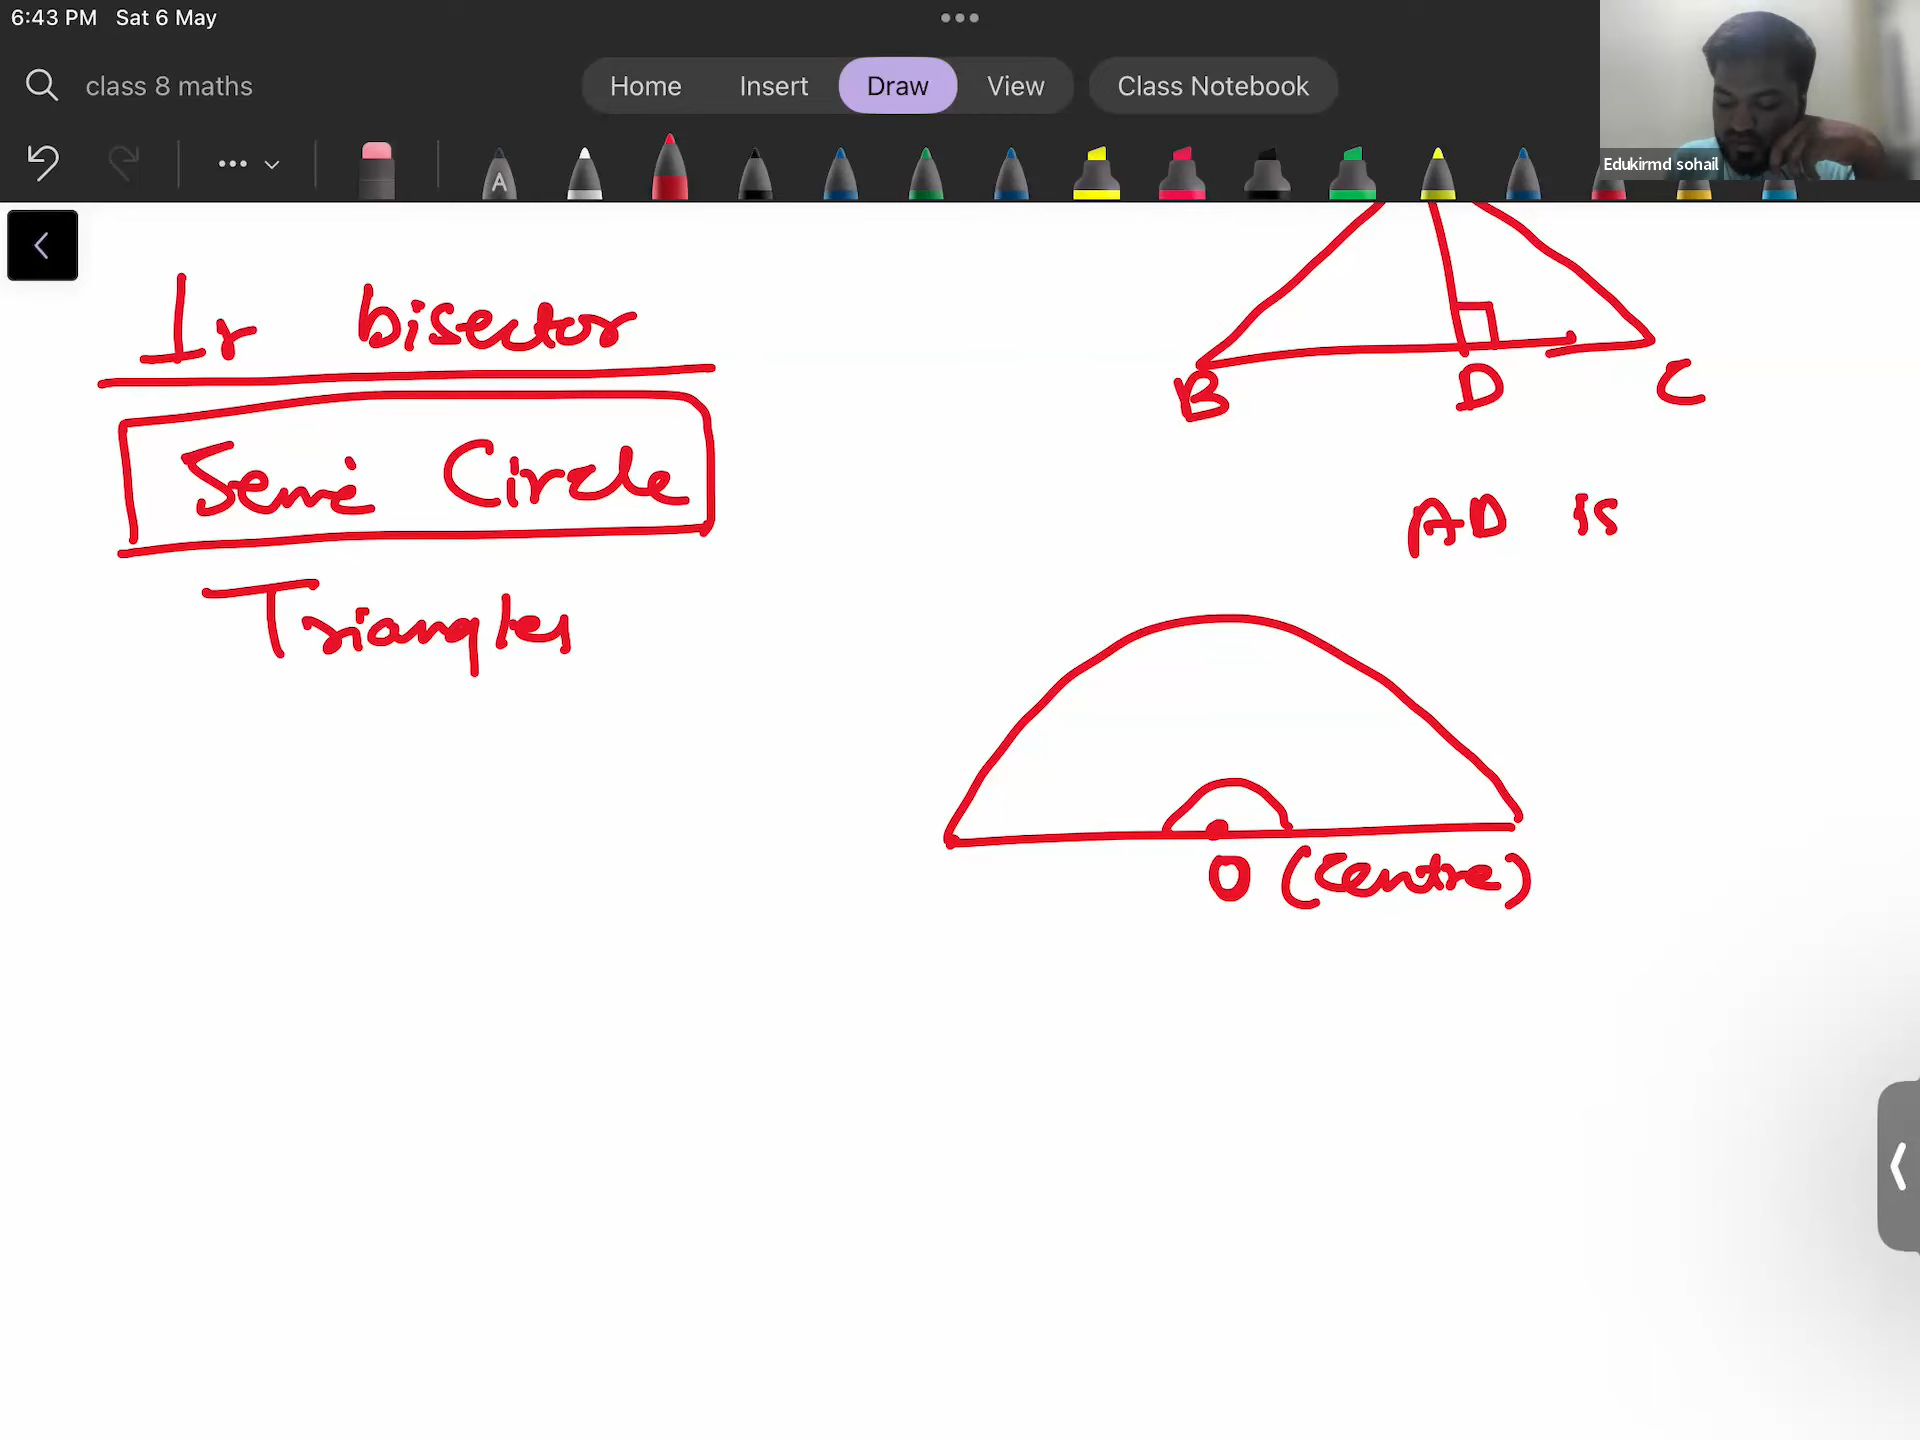 6:43 PM Sat 6 May
class 8 maths
Home Insert Draw View Class Notebook
A
Edukirmd sohail
⊥r bisector
Semi Circle
Triangles
B D C
AD is
O (Centre)